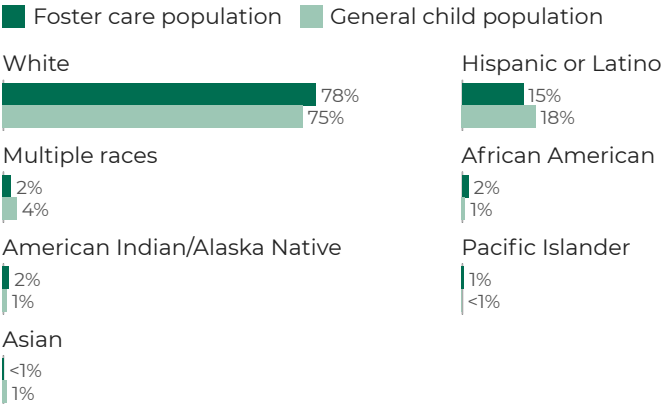 Foster care population
General child population
White
78%
75%
Hispanic or Latino
15%
18%
Multiple races
2%
4%
African American
2%
1%
American Indian/Alaska Native
2%
1%
Pacific Islander
1%
<1%
Asian
<1%
1%